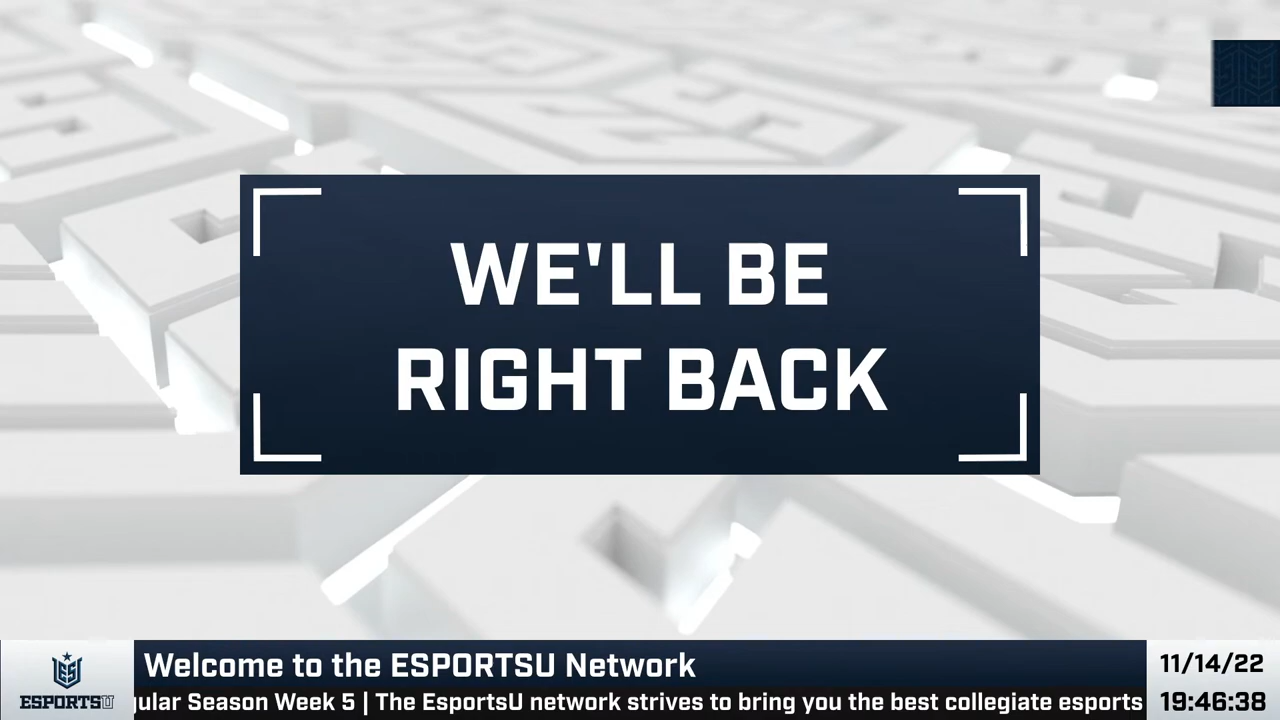 WE'LL BE
RIGHT BACK
Welcome to the ESPORTSU Network
11/14/22
ESPORTSU
Season Week 5 | The EsportsU network strives to bring you the best collegiate esports
19:46:38